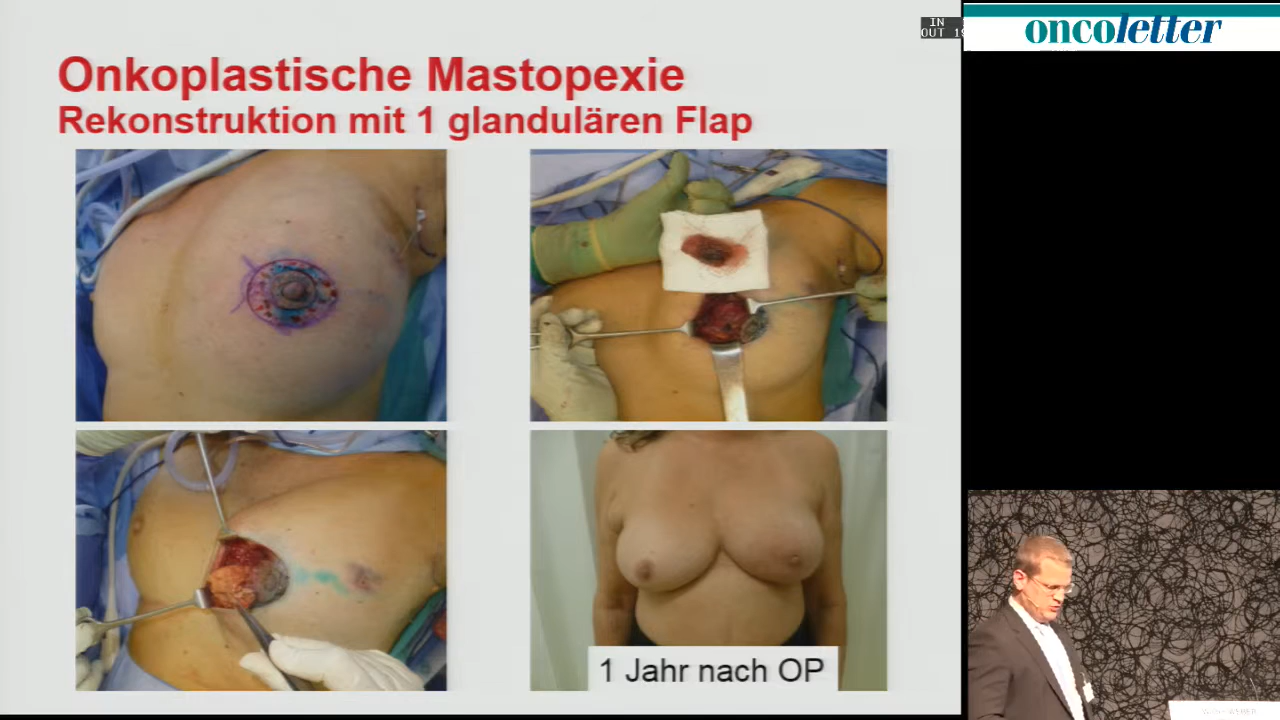 IN
OUT
oncoletter
Onkoplastische Mastopexie
Rekonstruktion mit 1 glandulären Flap
1 Jahr nach OP